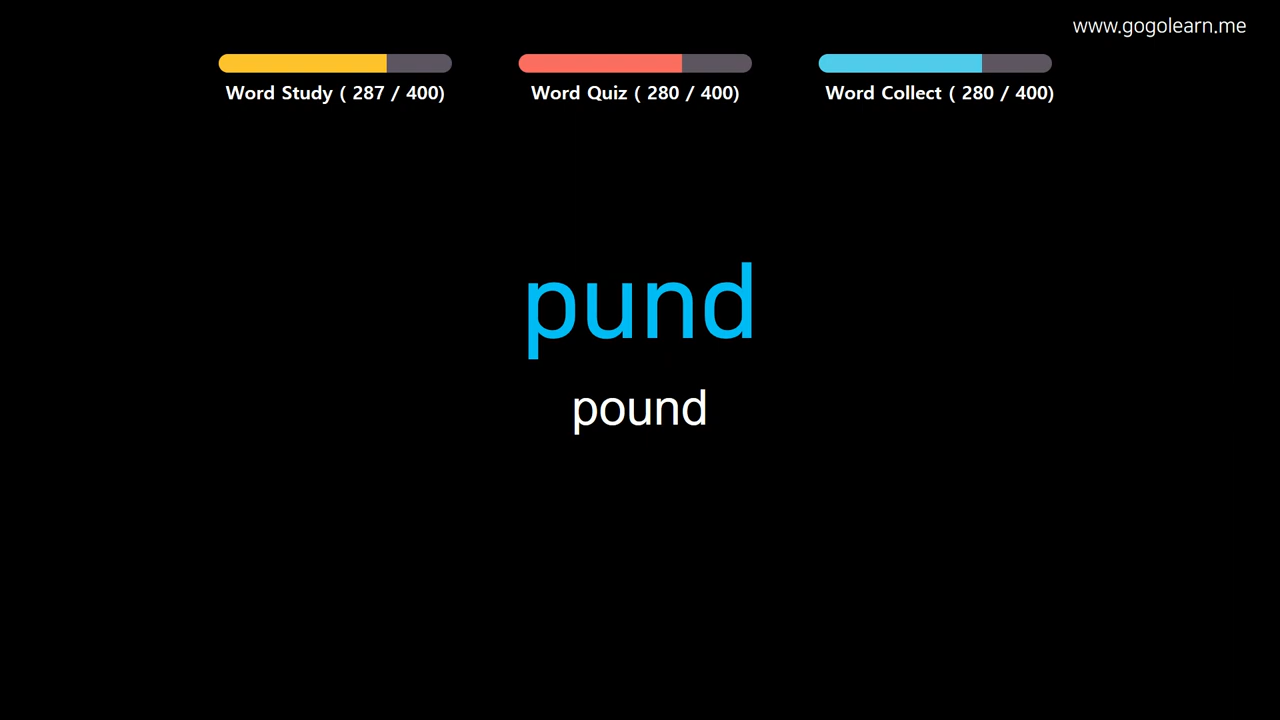 www.gogolearn.me
Word Study ( 287 / 400)
Word Quiz ( 280 / 400)
Word Collect ( 280 / 400)
pund
pound